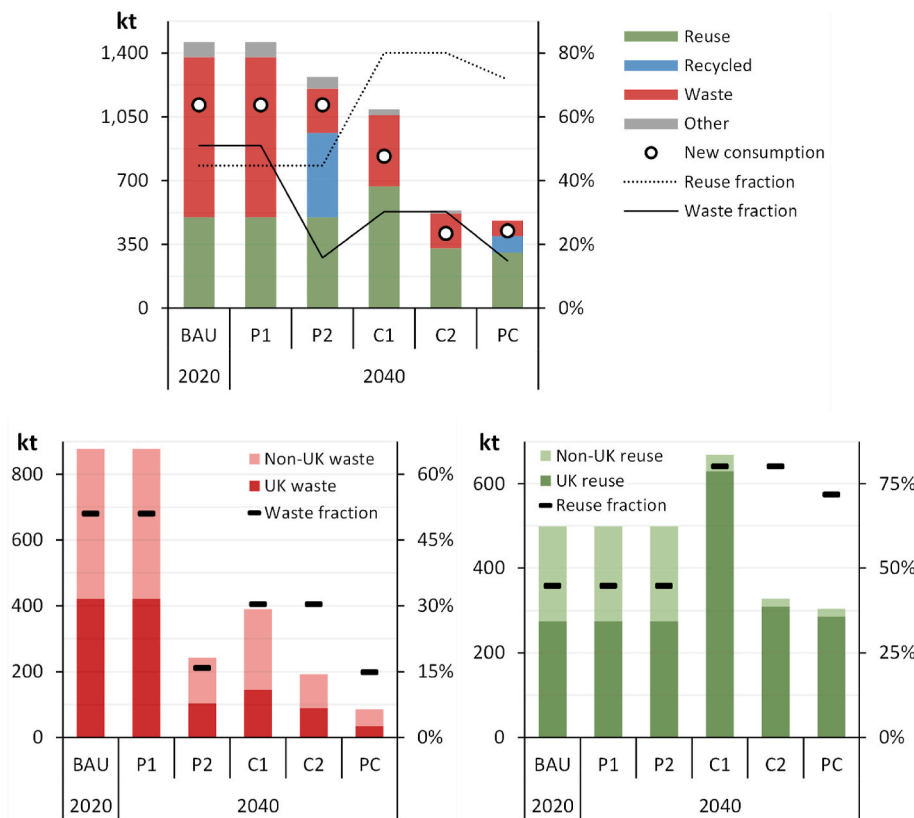 kt
1,400
1,050
700
350
0
80%
60%
40%
20%
0%
Reuse
Recycled
Waste
Other
New consumption
Reuse fraction
Waste fraction
BAU P1 P2 C1 C2 PC
2020 2040
kt
800
600
400
200
0
60%
45%
30%
15%
0%
Non-UK waste
UK waste
Waste fraction
BAU P1 P2 C1 C2 PC
2020 2040
kt
600
400
200
0
75%
50%
25%
0%
Non-UK reuse
UK reuse
Reuse fraction
BAU P1 P2 C1 C2 PC
2020 2040